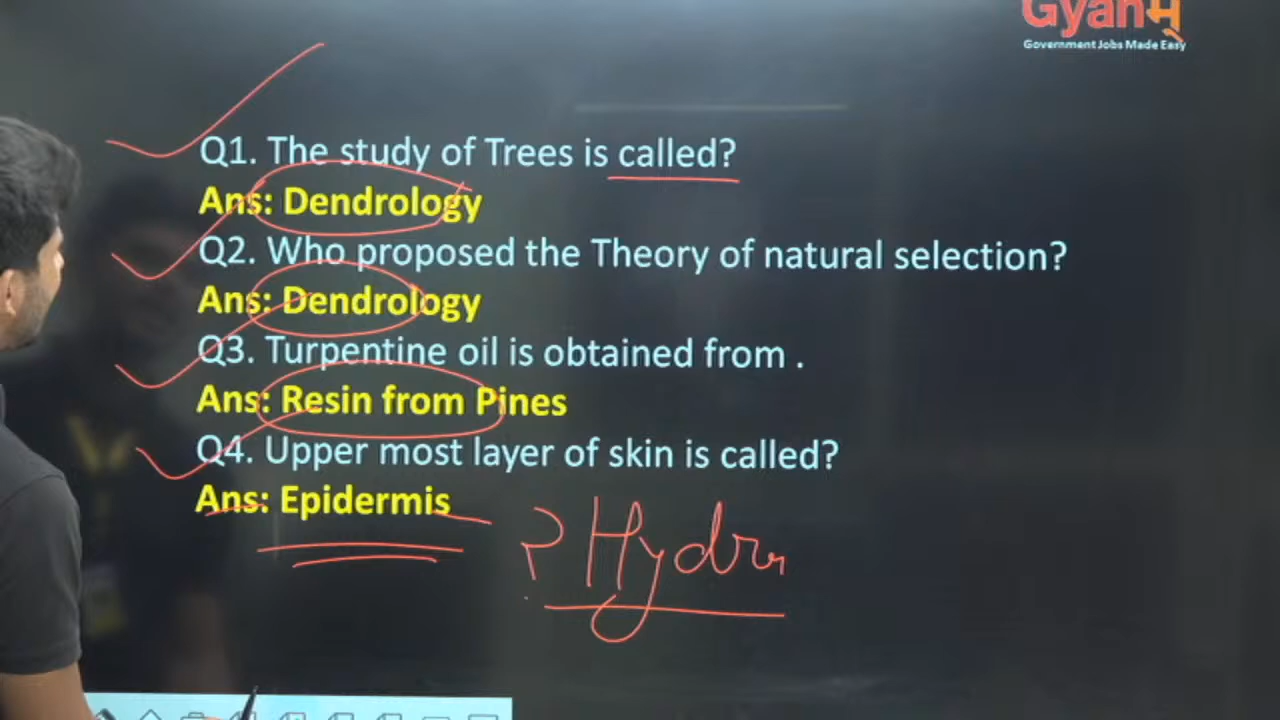 Gyanम्
Government Jobs Made Easy
Q1. The study of Trees is called?
Ans: Dendrology
Q2. Who proposed the Theory of natural selection?
Ans: Dendrology
Q3. Turpentine oil is obtained from .
Ans: Resin from Pines
Q4. Upper most layer of skin is called?
Ans: Epidermis
? Hydra